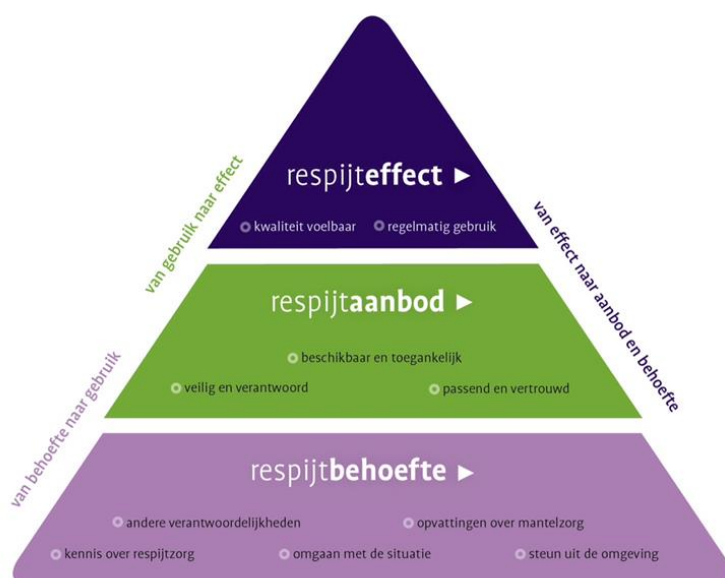 respijteffect
kwaliteit voelbaar
regelmatig gebruik
van gebruik naar effect
van effect naar aanbod en behoefte
respijtaanbod
beschikbaar en toegankelijk
veilig en verantwoord
passend en vertrouwd
van behoefte naar gebruik
respijtbehoefte
andere verantwoordelijkheden
opvattingen over mantelzorg
kennis over respijtzorg
omgaan met de situatie
steun uit de omgeving